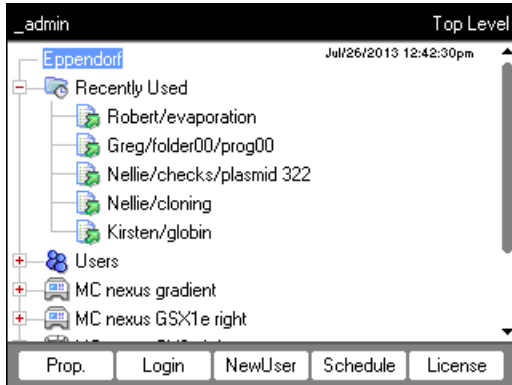 _admin Top Level
Eppendorf Jul/26/2013 12:42:30pm
Recently Used
Robert/evaporation
Greg/folder00/prog00
Nellie/checks/plasmid 322
Nellie/cloning
Kirsten/globin
Users
MC nexus gradient
MC nexus GSX1e right
Prop. Login NewUser Schedule License